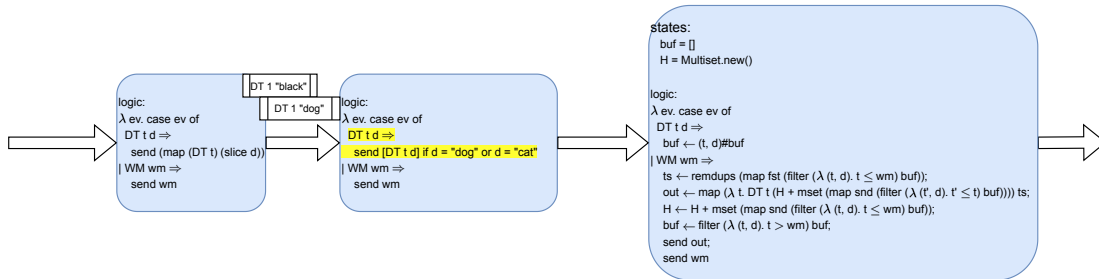 DT 1 "black"
DT 1 "dog"
logic:
λ ev. case ev of
DT t d ⇒
send (map (DT t) (slice d))
| WM wm ⇒
send wm
logic:
λ ev. case ev of
DT t d ⇒
send [DT t d] if d = "dog" or d = "cat"
| WM wm ⇒
send wm
states:
buf = []
H = Multiset.new()
logic:
λ ev. case ev of
DT t d ⇒
buf ← (t, d)#buf
| WM wm ⇒
ts ← remdups (map fst (filter (λ (t, d). t ≤ wm) buf));
out ← map (λ t. DT t (H + mset (map snd (filter (λ (t', d). t' ≤ t) buf)))) ts;
H ← H + mset (map snd (filter (λ (t, d). t ≤ wm) buf));
buf ← filter (λ (t, d). t > wm) buf;
send out;
send wm